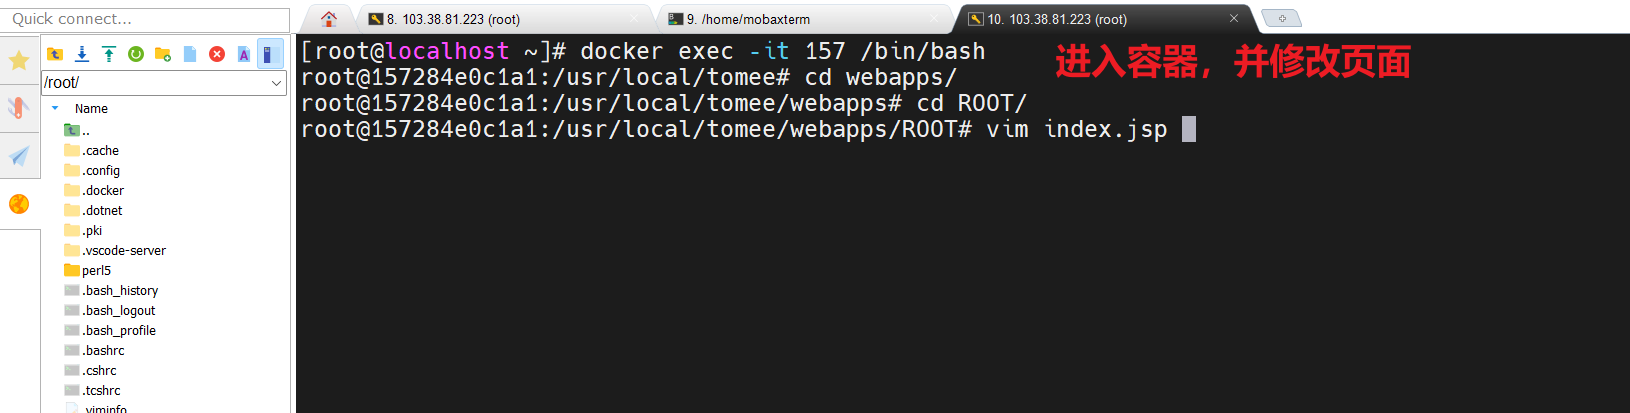 Quick connect...
8. 103.38.81.223 (root)
9. /home/mobaxterm
10. 103.38.81.223 (root)
/root/
Name
..
.cache
.config
.docker
.dotnet
.pki
.vscode-server
perl5
.bash_history
.bash_logout
.bash_profile
.bashrc
.cshrc
.tcshrc
.viminfo
[root@localhost ~]# docker exec -it 157 /bin/bash
进入容器，并修改页面
root@157284e0c1a1:/usr/local/tomee# cd webapps/
root@157284e0c1a1:/usr/local/tomee/webapps# cd ROOT/
root@157284e0c1a1:/usr/local/tomee/webapps/ROOT# vim index.jsp